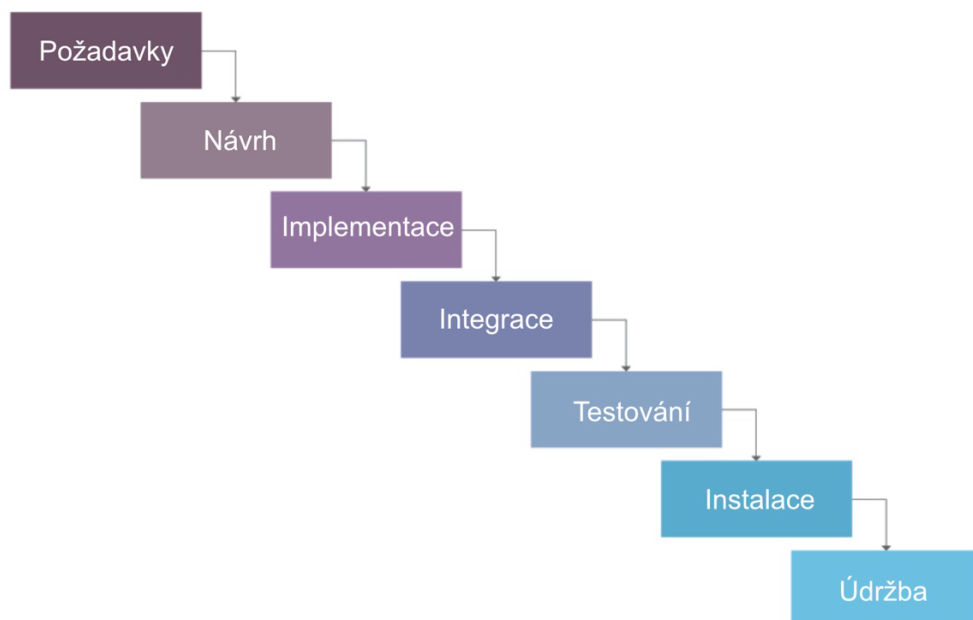 Požadavky
Návrh
Implementace
Integrace
Testování
Instalace
Údržba